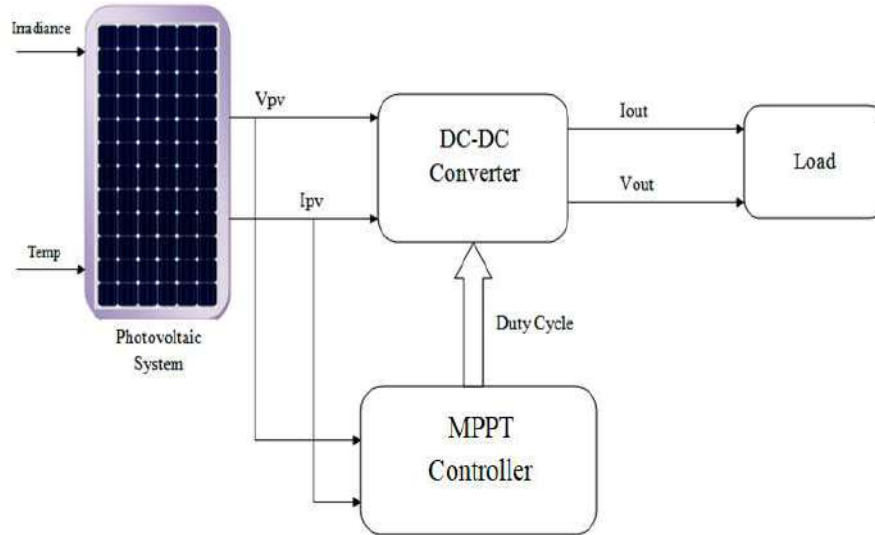 Irradiance
Temp
Photovoltaic
System
Vpv
Ipv
DC-DC
Converter
Iout
Vout
Load
Duty Cycle
MPPT
Controller